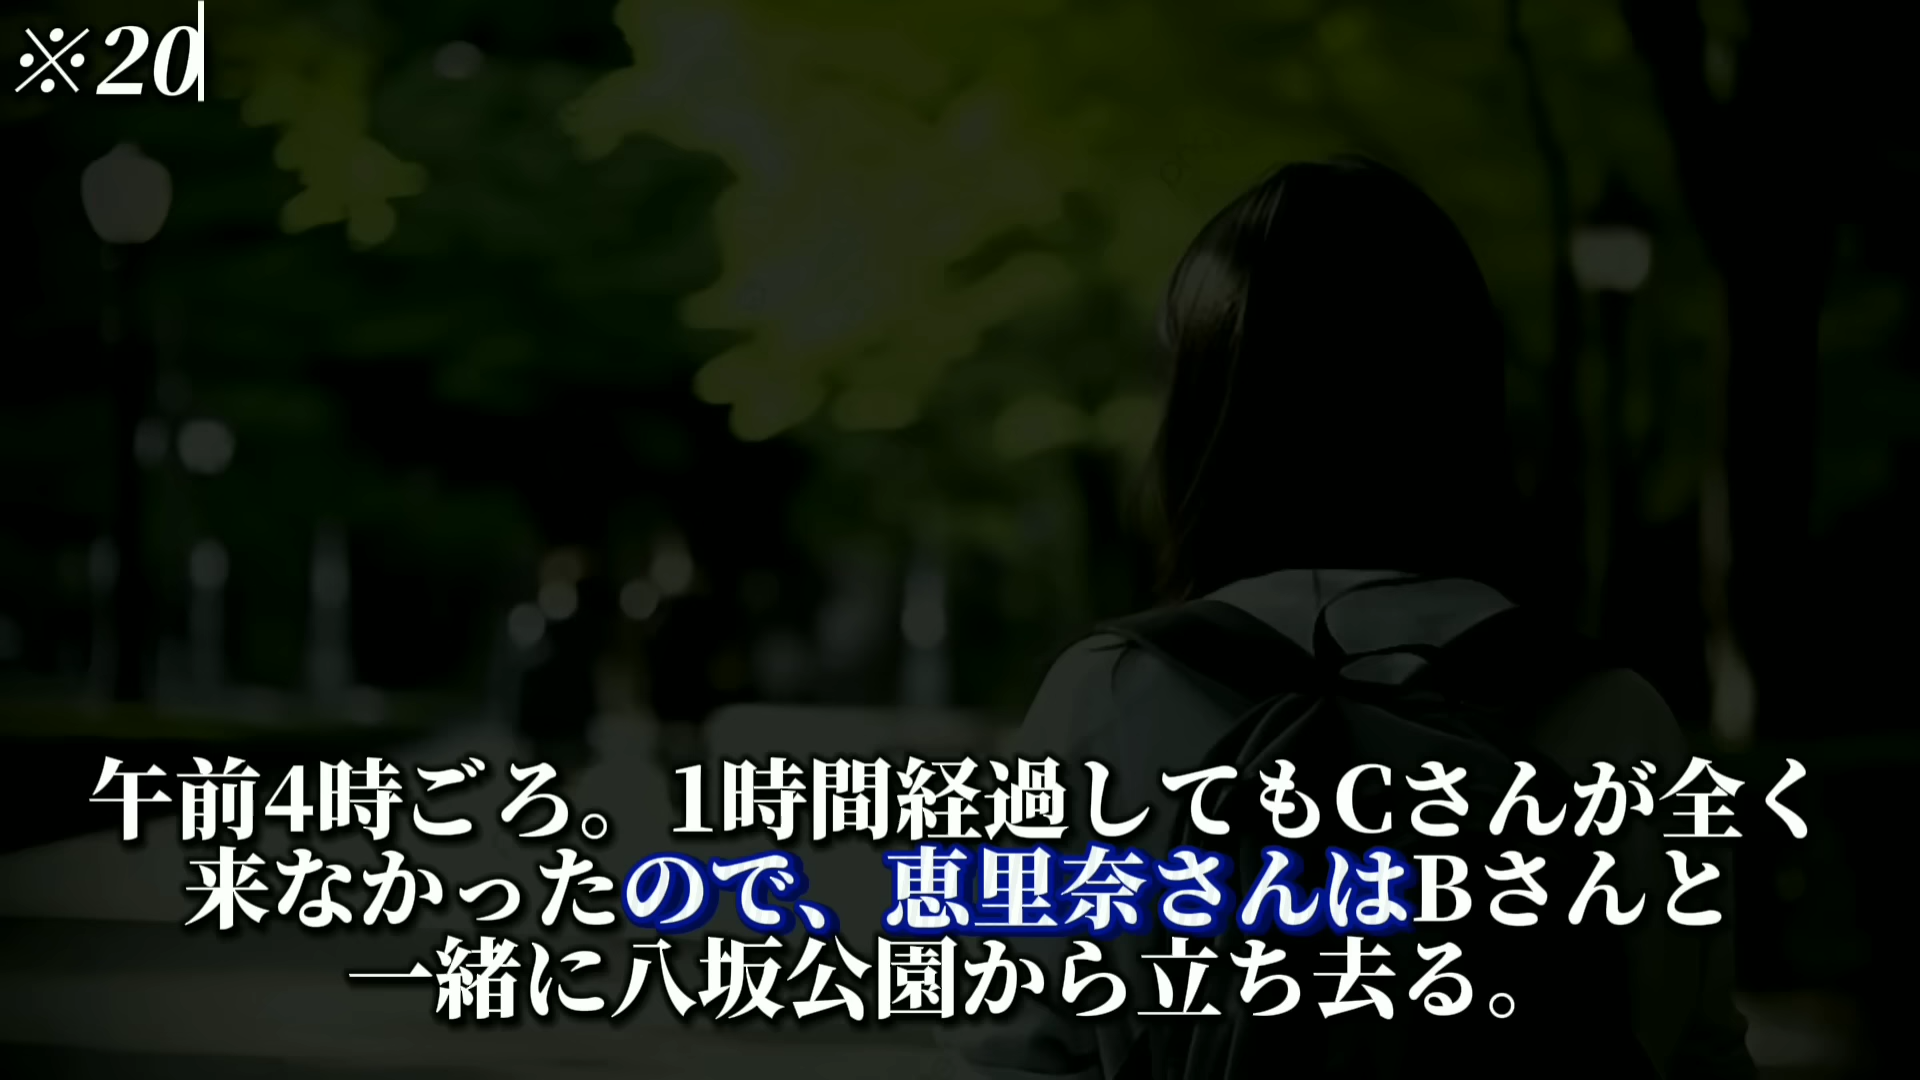 ※20
午前4時ごろ。1時間経過してもCさんが全く
来なかったので、恵里奈さんはBさんと
一緒に八坂公園から立ち去る。